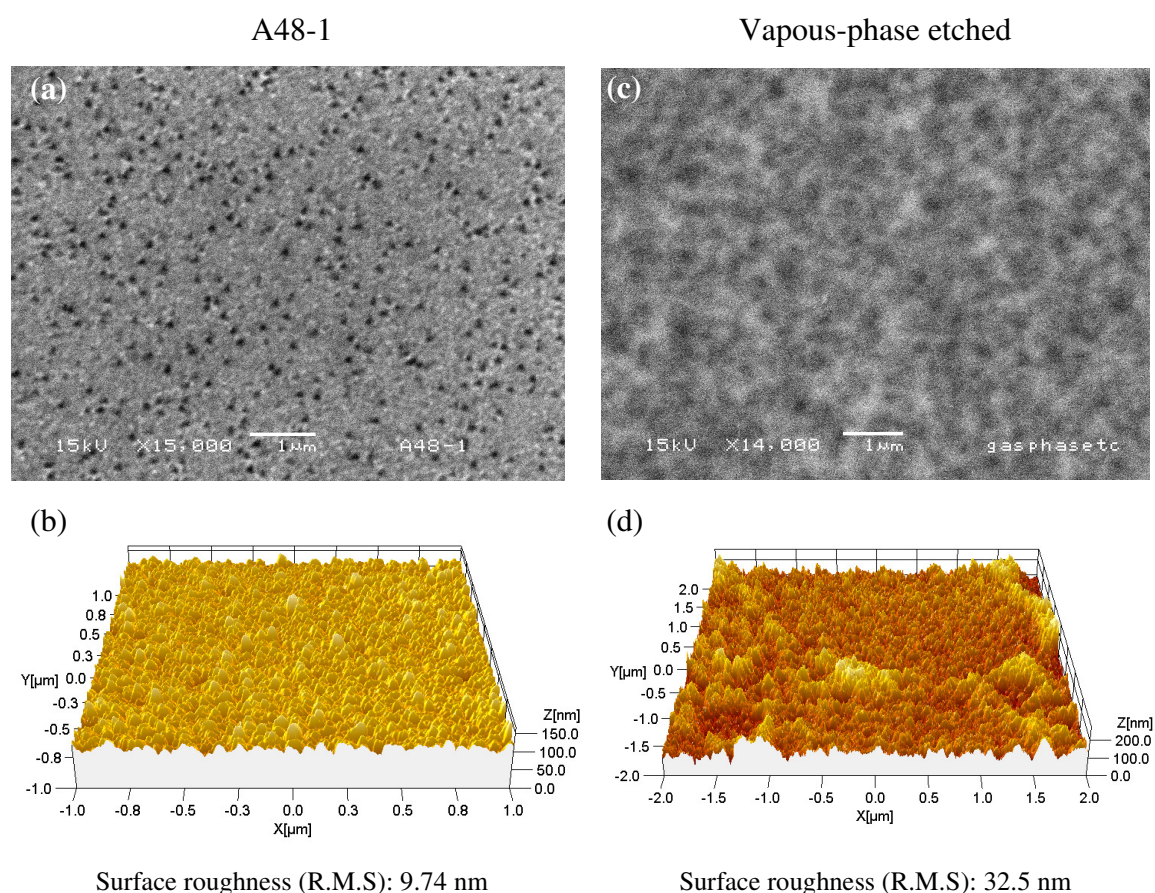 A48-1
Vapous-phase etched
(a)
15kV X15,000 1μm A48-1
(c)
15kV X14,000 1μm gasphasetc
(b)
1.0
0.8
0.5
0.3
0.0
-0.3
-0.5
-0.8
-1.0
Y[μm]
Z[nm]
150.0
100.0
50.0
0.0
-1.0 -0.8 -0.5 -0.3 0.0 0.3 0.5 0.8 1.0
X[μm]
Surface roughness (R.M.S): 9.74 nm
(d)
2.0
1.5
1.0
0.5
0.0
-0.5
-1.0
-1.5
-2.0
Y[μm]
Z[nm]
200.0
100.0
0.0
-2.0 -1.5 -1.0 -0.5 0.0 0.5 1.0 1.5 2.0
X[μm]
Surface roughness (R.M.S): 32.5 nm